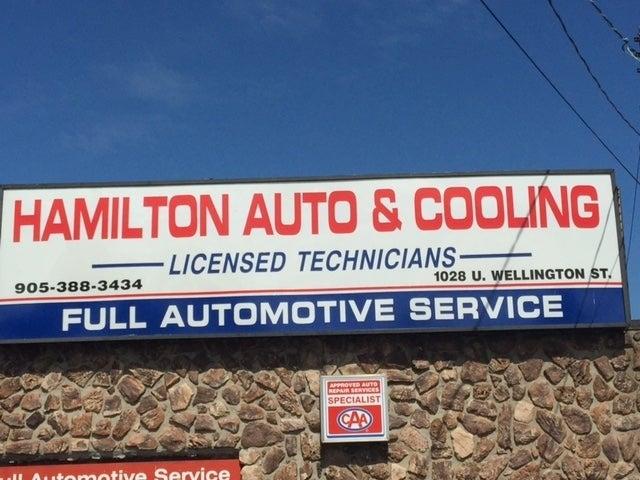 HAMILTON AUTO & COOLING
LICENSED TECHNICIANS
905-388-3434
1028 U. WELLINGTON ST.
FULL AUTOMOTIVE SERVICE
APPROVED AUTO
REPAIR SERVICES
SPECIALIST
CAA
ull Automotive Service